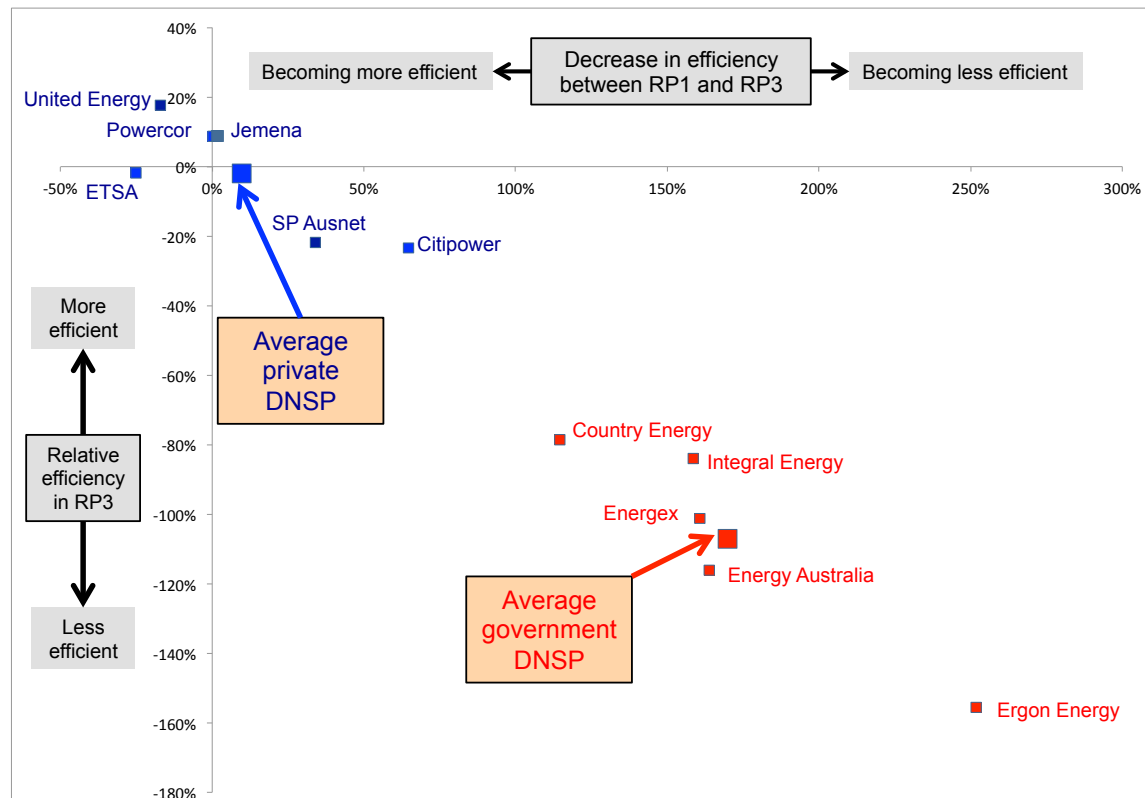 40%
Becoming more efficient
Decrease in efficiency
between RP1 and RP3
Becoming less efficient
20%
United Energy
Powercor
Jemena
0%
-50%
0%
50%
100%
150%
200%
250%
300%
ETSA
SP Ausnet
Citipower
-20%
-40%
More
efficient
Average
private
DNSP
-60%
-80%
Country Energy
Integral Energy
Relative
efficiency
in RP3
-100%
Energex
-120%
Energy Australia
Average
government
DNSP
Less
efficient
-140%
-160%
Ergon Energy
-180%